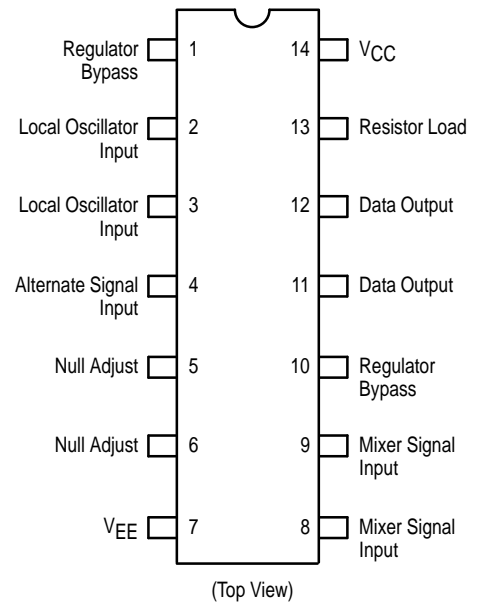 Regulator
Bypass
1
14
VCC
Local Oscillator
Input
2
13
Resistor Load
Local Oscillator
Input
3
12
Data Output
Alternate Signal
Input
4
11
Data Output
Null Adjust
5
10
Regulator
Bypass
Null Adjust
6
9
Mixer Signal
Input
VEE
7
8
Mixer Signal
Input
(Top View)